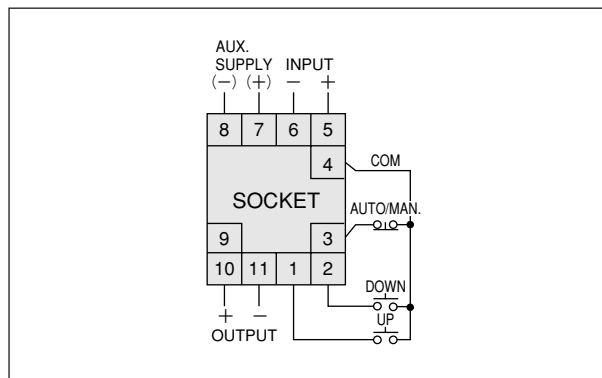 AUX.
SUPPLY INPUT
(−) (+) − +
8 7 6 5
4 COM
SOCKET
AUTO/MAN.
9 3
10 11 1 2
DOWN
+ − UP
OUTPUT